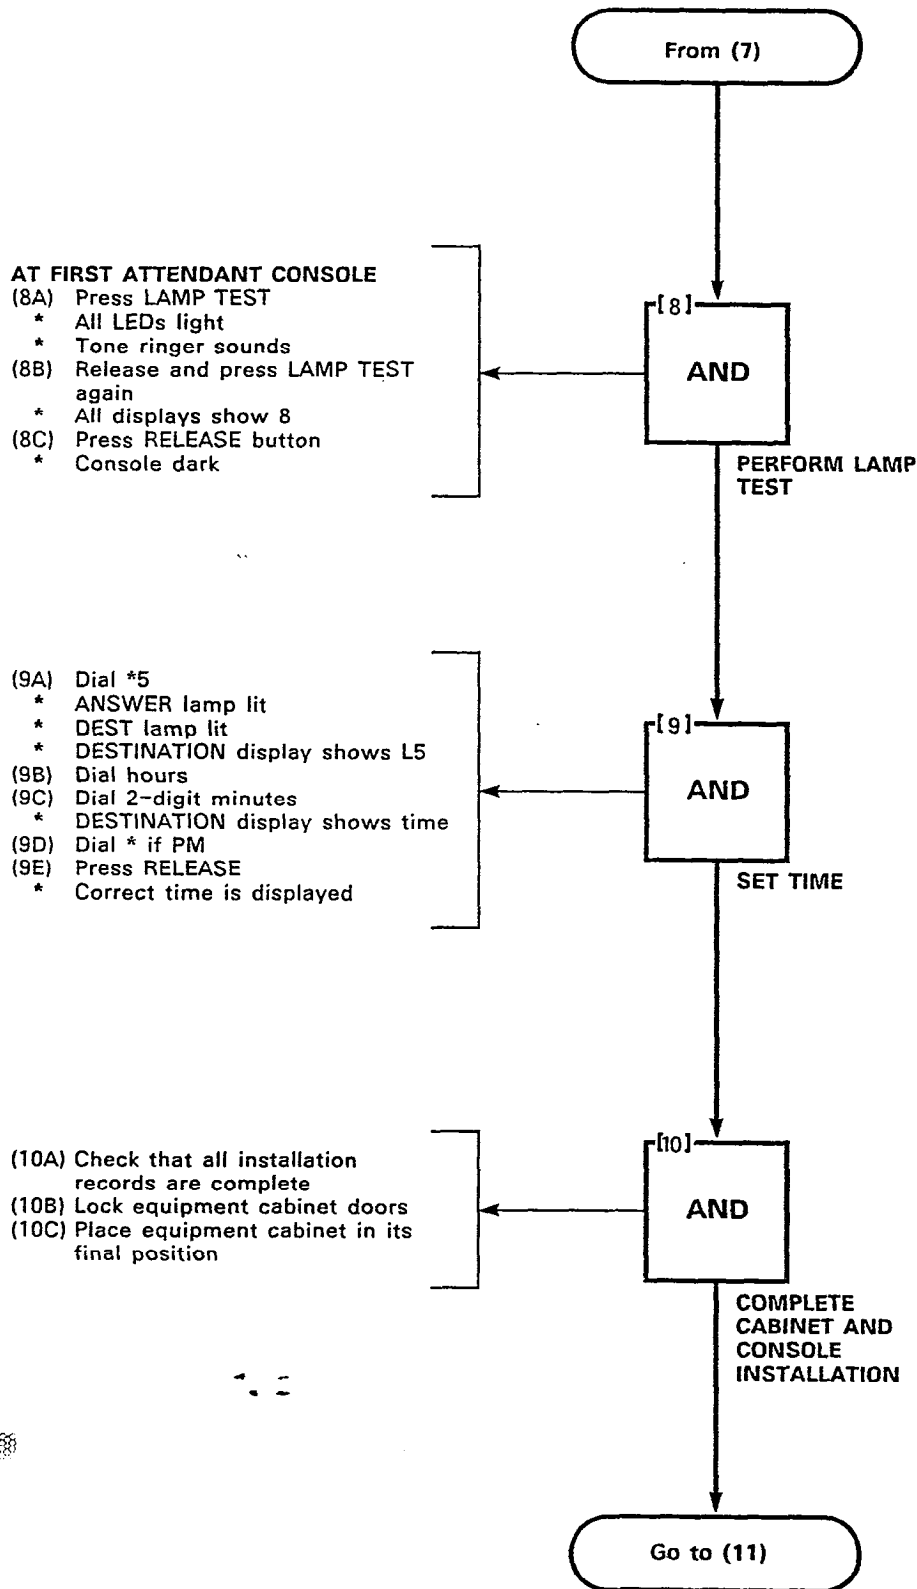 From (7)
AT FIRST ATTENDANT CONSOLE
(8A) Press LAMP TEST
* All LEDs light
* Tone ringer sounds
(8B) Release and press LAMP TEST
again
* All displays show 8
(8C) Press RELEASE button
* Console dark
[8]
AND
PERFORM LAMP
TEST
(9A) Dial *5
* ANSWER lamp lit
* DEST lamp lit
* DESTINATION display shows L5
(9B) Dial hours
(9C) Dial 2-digit minutes
* DESTINATION display shows time
(9D) Dial * if PM
(9E) Press RELEASE
* Correct time is displayed
[9]
AND
SET TIME
(10A) Check that all installation
records are complete
(10B) Lock equipment cabinet doors
(10C) Place equipment cabinet in its
final position
[10]
AND
COMPLETE
CABINET AND
CONSOLE
INSTALLATION
Go to (11)